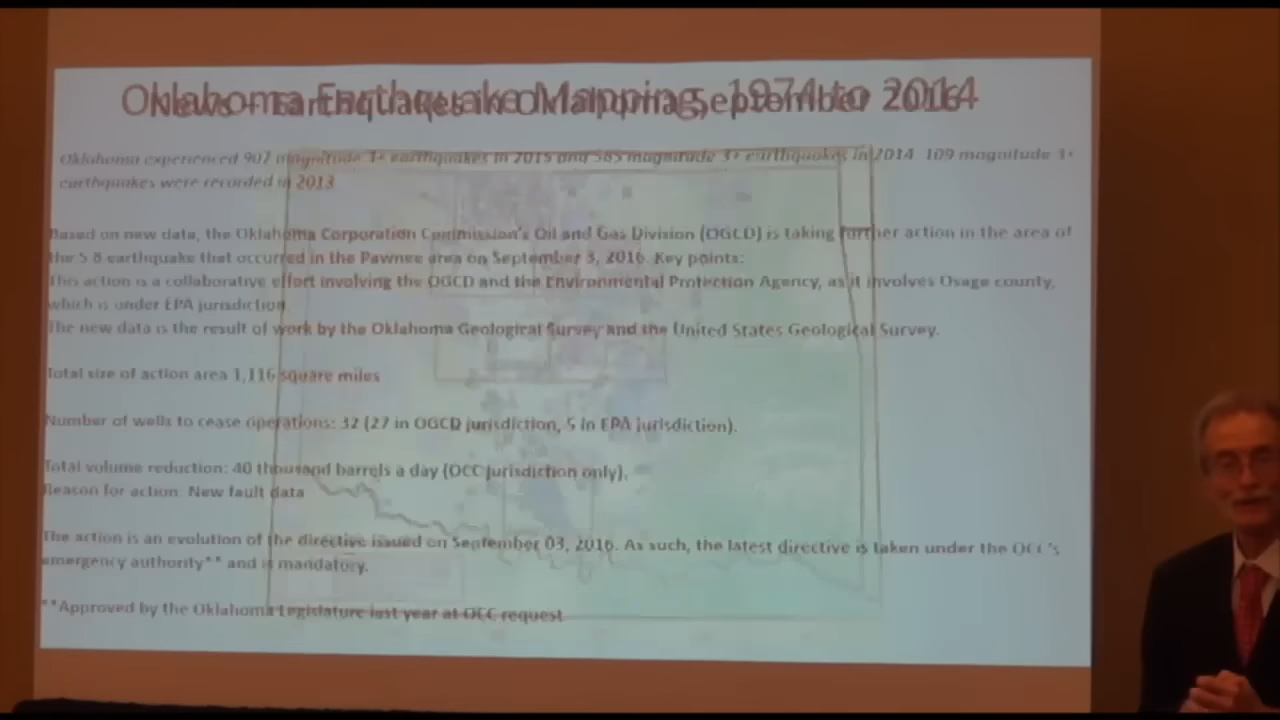 Oklahoma Earthquake Mapping, 1974 to 2014
News - Earthquakes in Oklahoma September 2016
Oklahoma experienced 907 magnitude 3+ earthquakes in 2015 and 585 magnitude 3+ earthquakes in 2014 109 magnitude 3+
earthquakes were recorded in 2013
Based on new data, the Oklahoma Corporation Commission's Oil and Gas Division (OGCD) is taking further action in the area of
the 5.8 earthquake that occurred in the Pawnee area on September 3, 2016. Key points:
This action is a collaborative effort involving the OGCD and the Environmental Protection Agency, as it involves Osage county,
which is under EPA jurisdiction
The new data is the result of work by the Oklahoma Geological Survey and the United States Geological Survey.
Total size of action area 1,116 square miles
Number of wells to cease operations: 32 (27 in OGCD jurisdiction, 5 in EPA jurisdiction).
Total volume reduction: 40 thousand barrels a day (OCC jurisdiction only).
Reason for action: New fault data
The action is an evolution of the directive issued on September 03, 2016. As such, the latest directive is taken under the OCC's
emergency authority** and is mandatory.
**Approved by the Oklahoma Legislature last year at OCC request